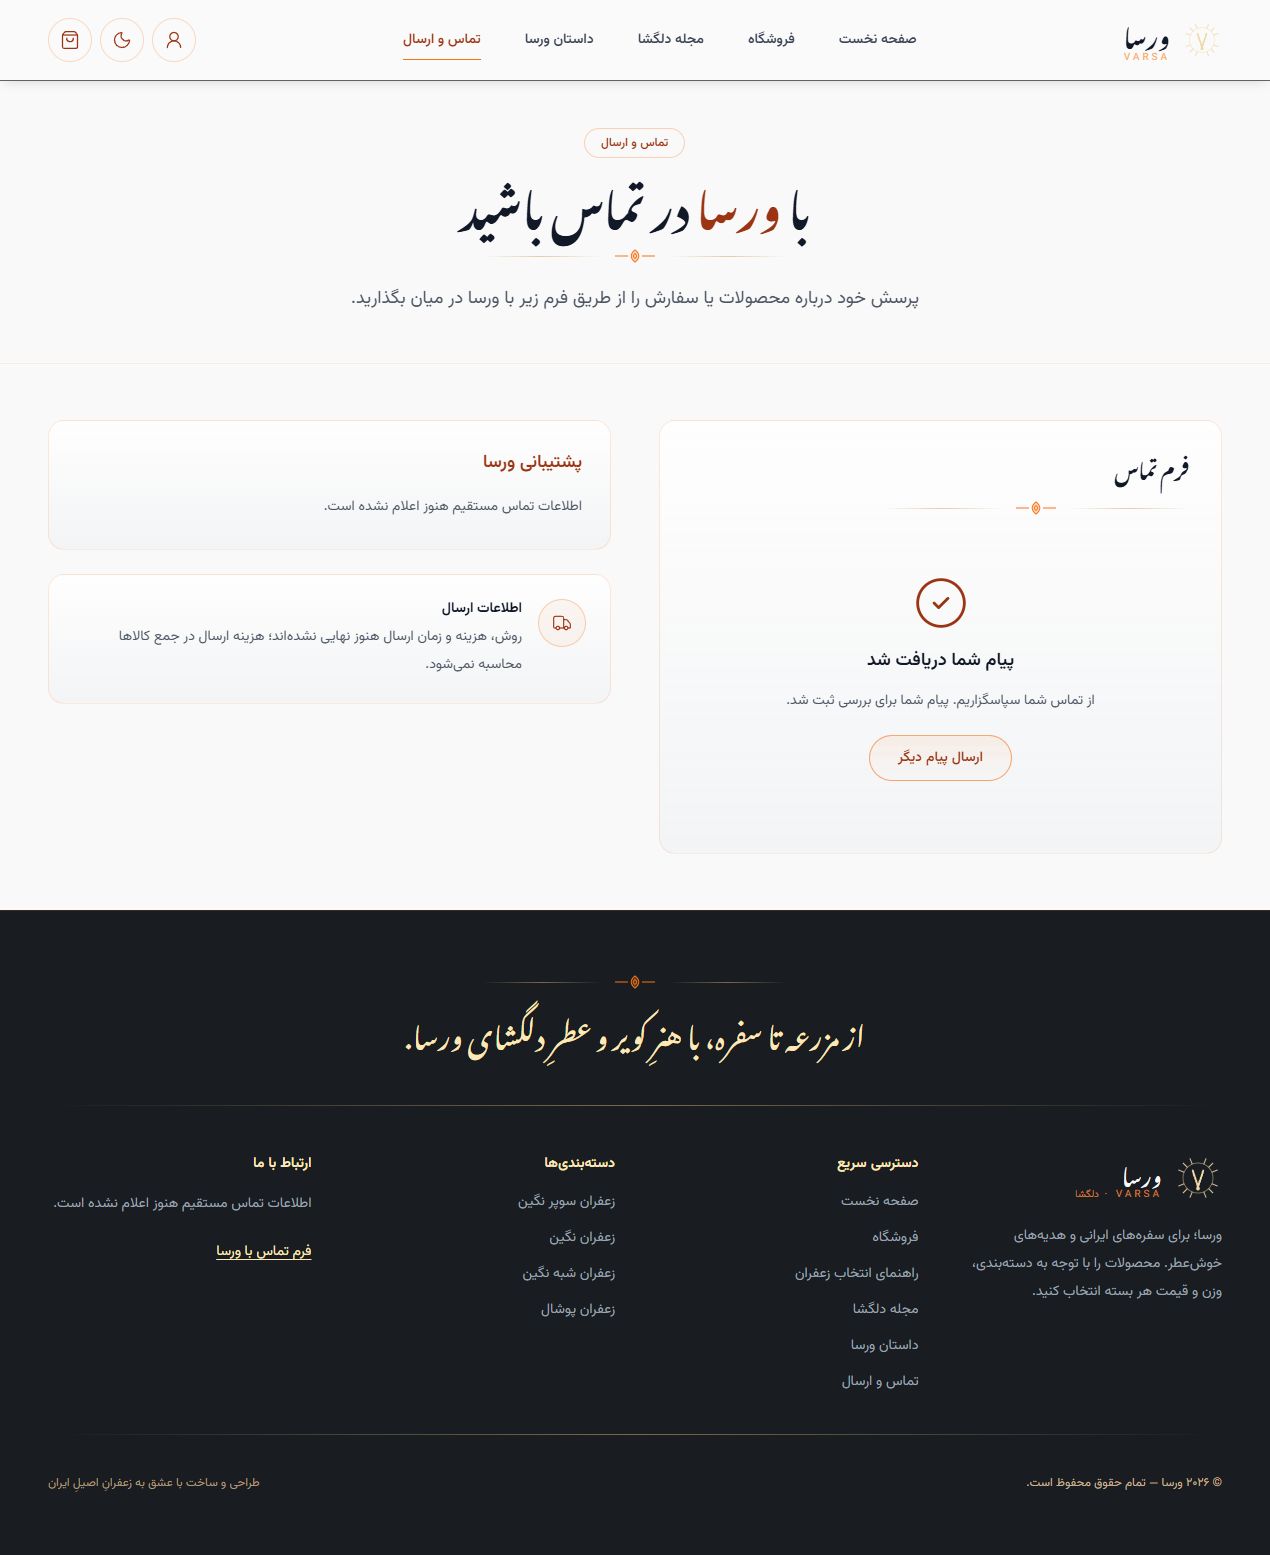 ورسا
VARSA
صفحه نخست
فروشگاه
مجله دلگشا
داستان ورسا
تماس و ارسال
تماس و ارسال
با ورسا در تماس باشید
پرسش خود درباره محصولات یا سفارش را از طریق فرم زیر با ورسا در میان بگذارید.
فرم تماس
پیام شما دریافت شد
از تماس شما سپاسگزاریم. پیام شما برای بررسی ثبت شد.
ارسال پیام دیگر
پشتیبانی ورسا
اطلاعات تماس مستقیم هنوز اعلام نشده است.
اطلاعات ارسال
روش، هزینه و زمان ارسال هنوز نهایی نشده‌اند؛ هزینه ارسال در جمع کالاها
محاسبه نمی‌شود.
از مزرعه تا سفره، با هنرِ کویر و عطرِ دلگشای ورسا.
ورسا
VARSA · دلگشا
ورسا؛ برای سفره‌های ایرانی و هدیه‌های
خوش‌عطر. محصولات را با توجه به دسته‌بندی،
وزن و قیمت هر بسته انتخاب کنید.
دسترسی سریع
صفحه نخست
فروشگاه
راهنمای انتخاب زعفران
مجله دلگشا
داستان ورسا
تماس و ارسال
دسته‌بندی‌ها
زعفران سوپر نگین
زعفران نگین
زعفران شبه نگین
زعفران پوشال
ارتباط با ما
اطلاعات تماس مستقیم هنوز اعلام نشده است.
فرم تماس با ورسا
© ۲۰۲۶ ورسا — تمام حقوق محفوظ است.
طراحی و ساخت با عشق به زعفرانِ اصیلِ ایران